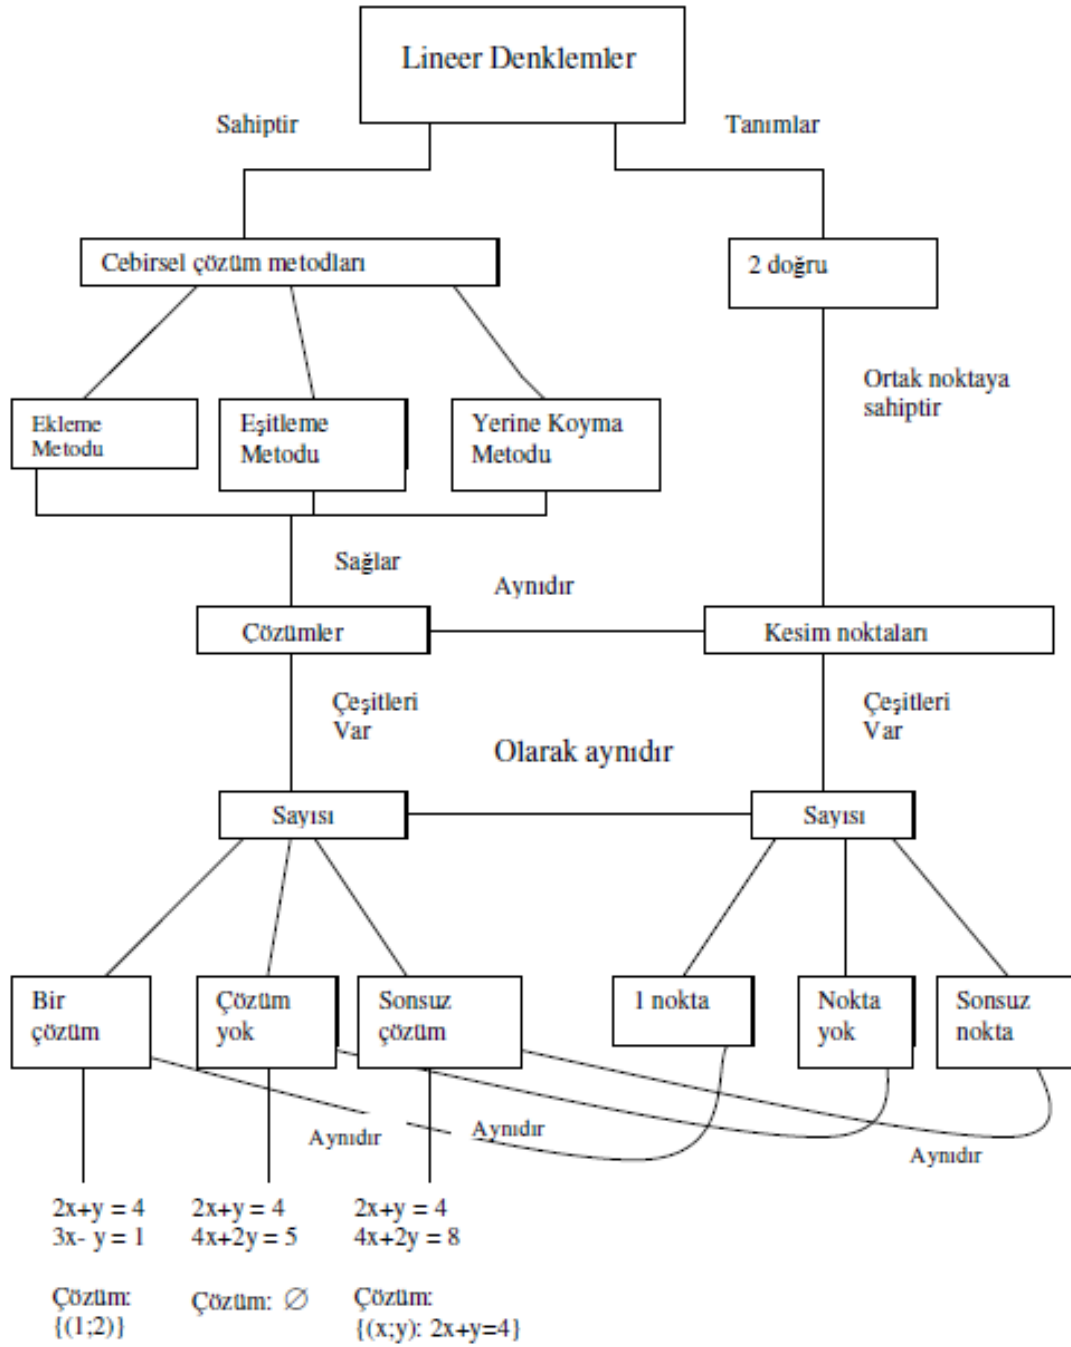 Lineer Denklemler
Sahiptir
Tanımlar
Cebirsel çözüm metodları
2 doğru
Ortak noktaya
sahiptir
Ekleme
Metodu
Eşitleme
Metodu
Yerine Koyma
Metodu
Sağlar
Aynıdır
Çözümler
Kesim noktaları
Çeşitleri
Var
Çeşitleri
Var
Olarak aynıdır
Sayısı
Sayısı
Bir
çözüm
Çözüm
yok
Sonsuz
çözüm
1 nokta
Nokta
yok
Sonsuz
nokta
Aynıdır
Aynıdır
Aynıdır
2x+y = 4
3x- y = 1
2x+y = 4
4x+2y = 5
2x+y = 4
4x+2y = 8
Çözüm:
{(1;2)}
Çözüm: ∅
Çözüm:
{(x;y): 2x+y=4}